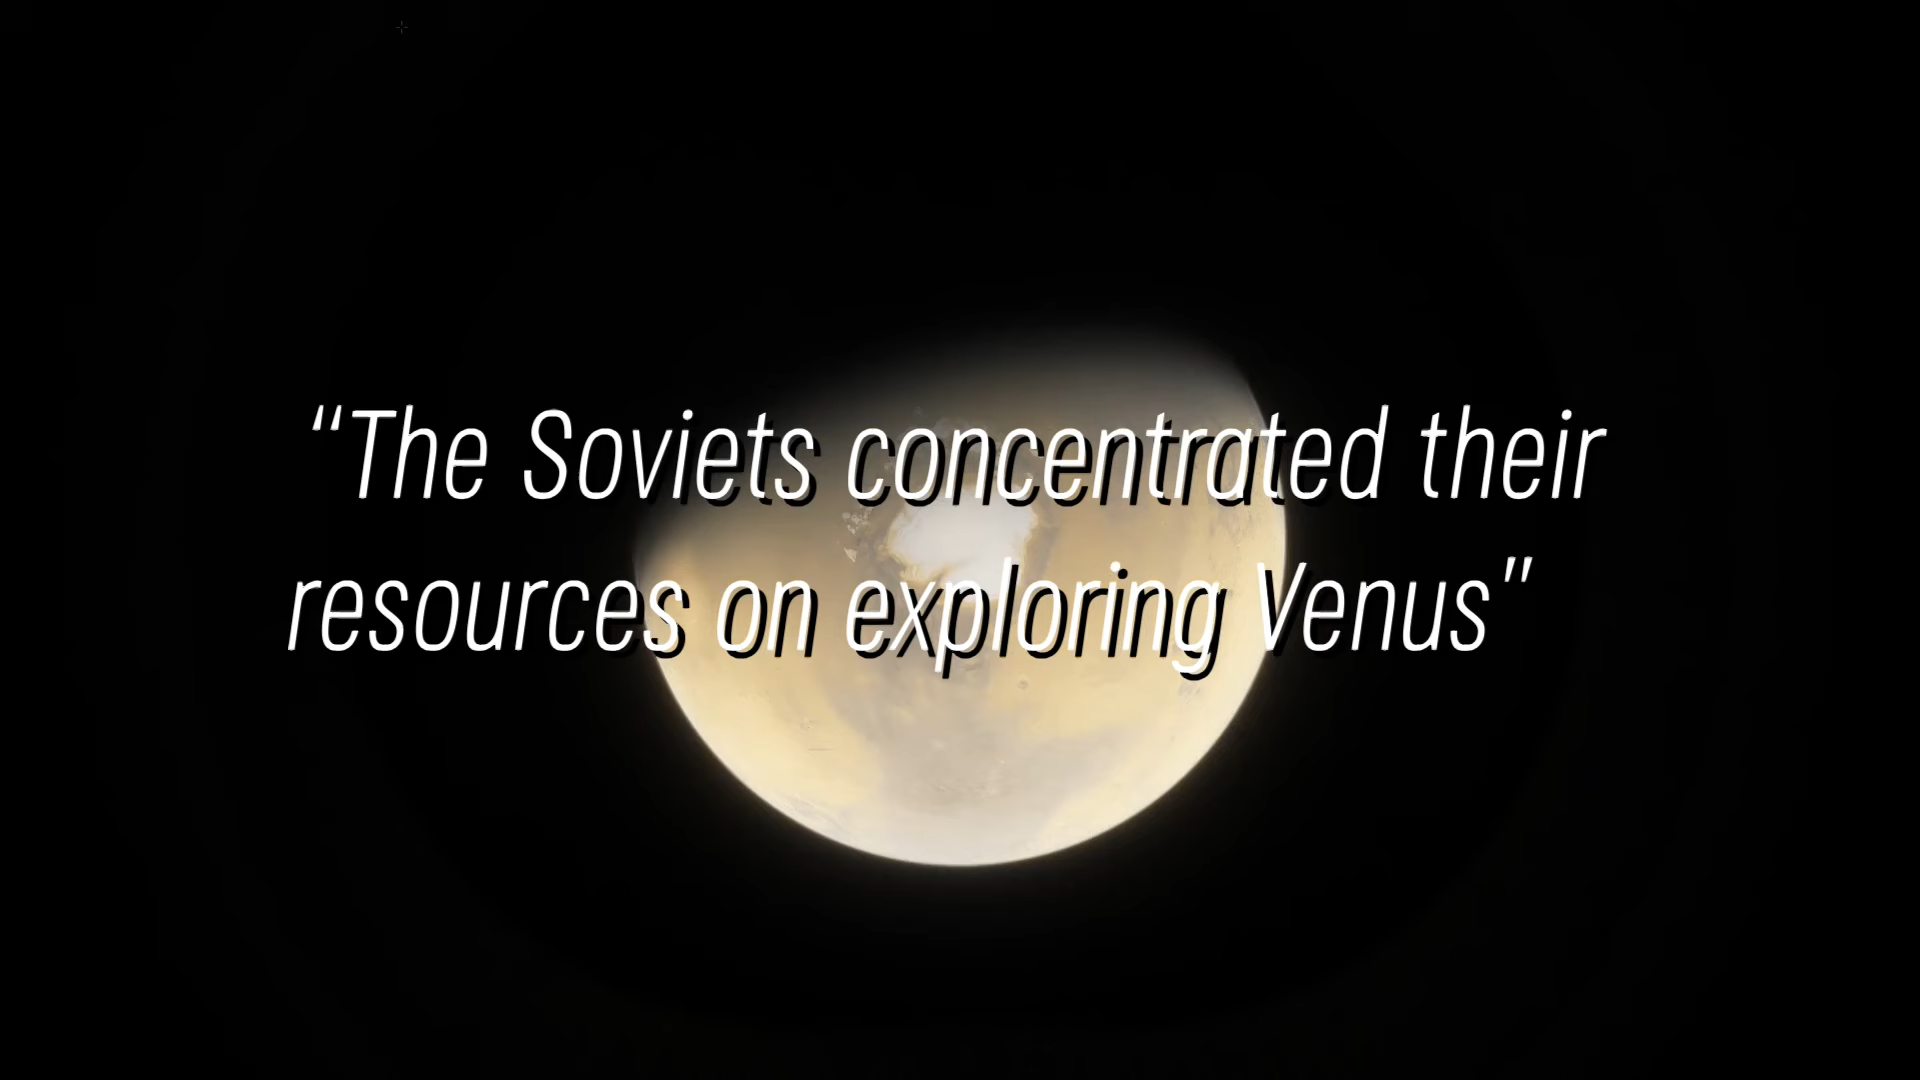 “The Soviets concentrated their
resources on exploring Venus”